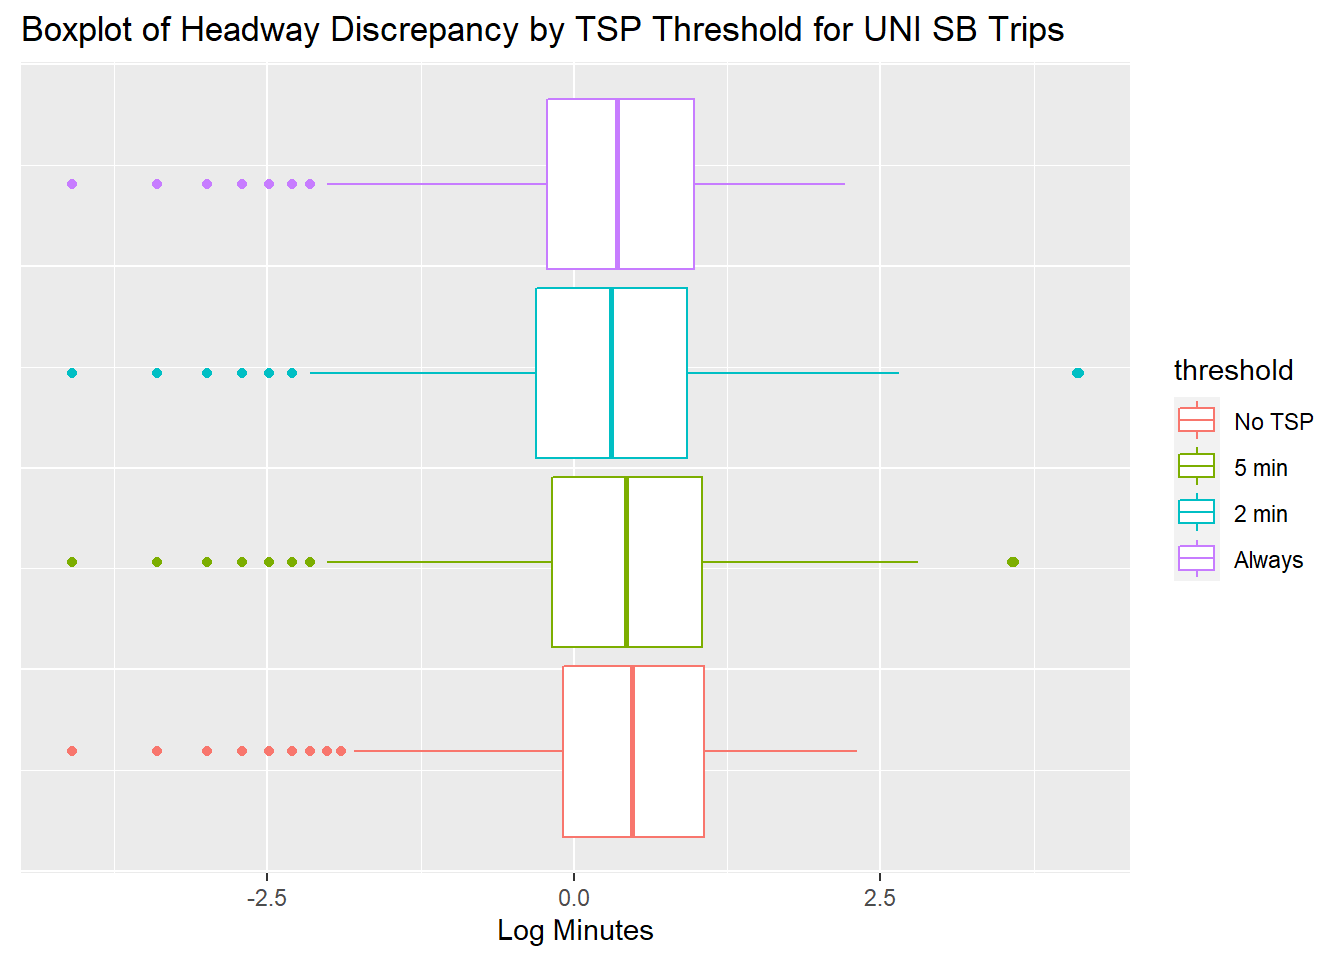 Boxplot of Headway Discrepancy by TSP Threshold for UNI SB Trips
threshold
No TSP
5 min
2 min
Always
-2.5
0.0
2.5
Log Minutes